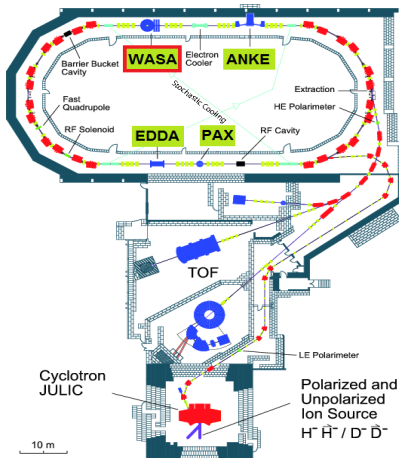 Barrier Bucket
Cavity
WASA
Electron
Cooler
ANKE
Stochastic Cooling
Extraction
HE Polarimeter
Fast
Quadrupole
RF Solenoid
EDDA
PAX
RF Cavity
TOF
LE Polarimeter
Cyclotron
JULIC
Polarized and
Unpolarized
Ion Source
H⁻ H⃗⁻ / D⁻ D⃗⁻
10 m